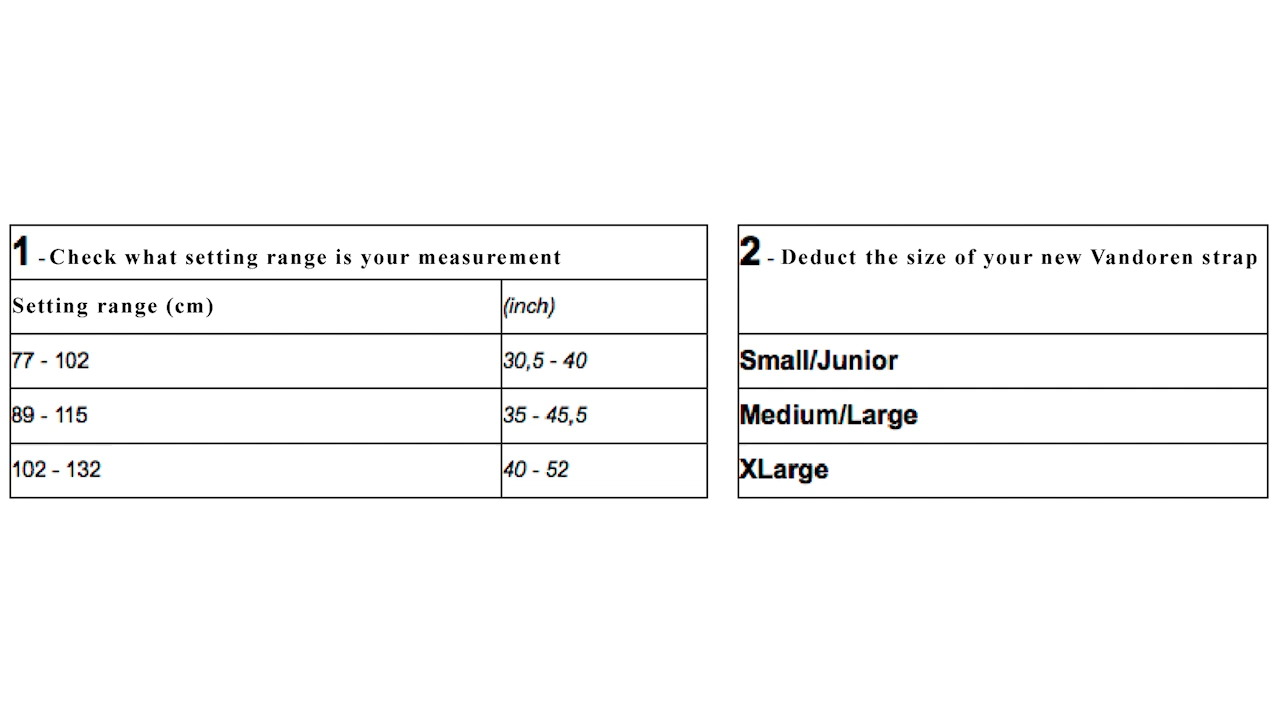 1 - Check what setting range is your measurement
Setting range (cm) (inch)
77 - 102 30,5 - 40
89 - 115 35 - 45,5
102 - 132 40 - 52
2 - Deduct the size of your new Vandoren strap
Small/Junior
Medium/Large
XLarge